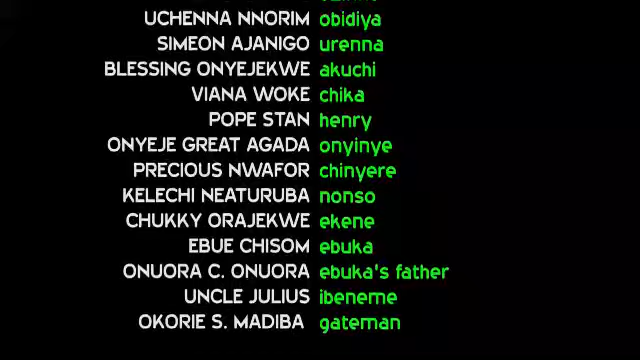 UCHENNA NNORIM obidiya
SIMEON AJANIGO urenna
BLESSING ONYEJEKWE akuchi
VIANA WOKE chika
POPE STAN henry
ONYEJE GREAT AGADA onyinye
PRECIOUS NWAFOR chinyere
KELECHI NEATURUBA nonso
CHUKKY ORAJEKWE ekene
EBUE CHISOM ebuka
ONUORA C. ONUORA ebuka's father
UNCLE JULIUS ibeneme
OKORIE S. MADIBA gateman